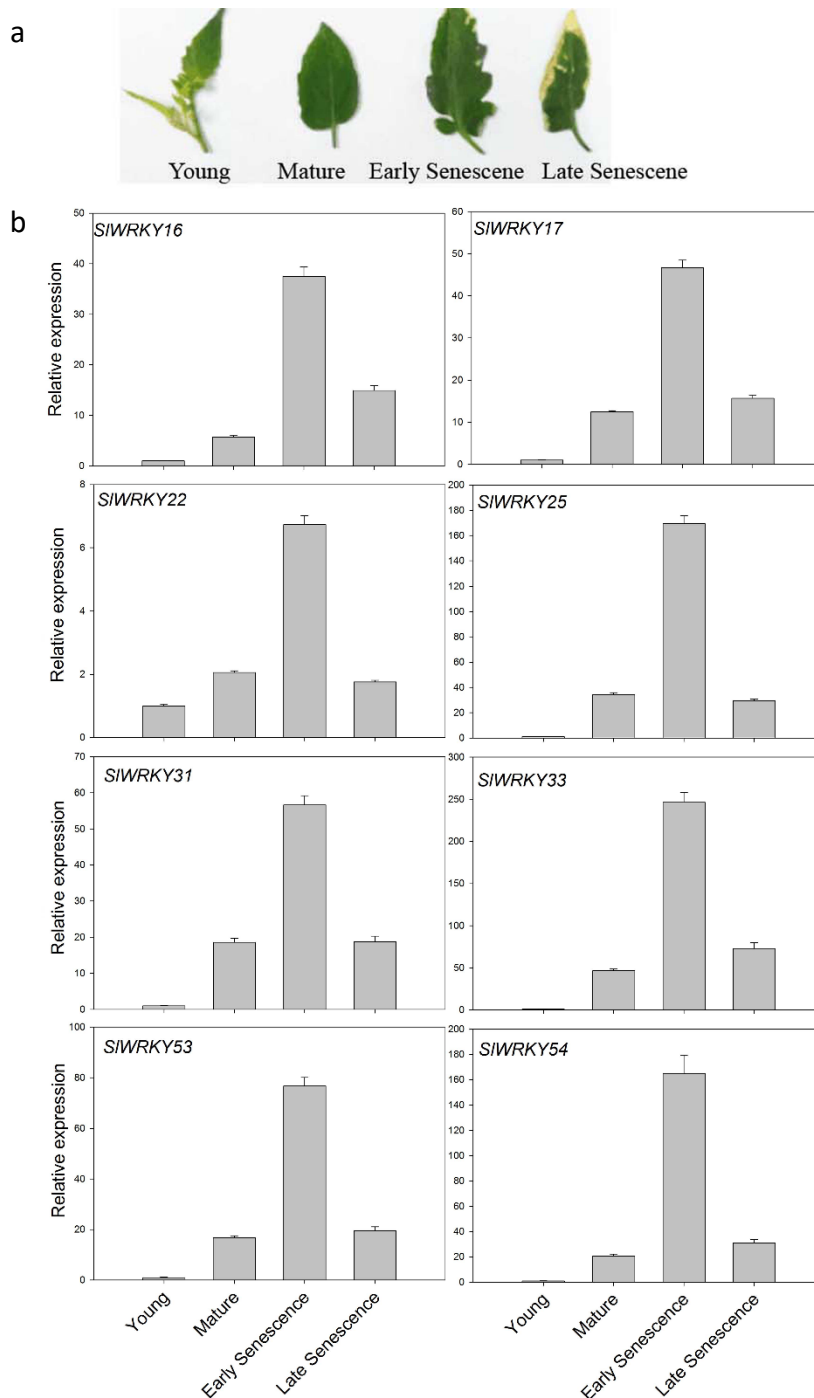 a
Young Mature Early Senescene Late Senescene
b
SlWRKY16
Relative expression
50
40
30
20
10
0
SlWRKY17
60
50
40
30
20
10
0
SlWRKY22
Relative expression
8
6
4
2
0
SlWRKY25
200
180
160
140
120
100
80
60
40
20
0
SlWRKY31
Relative expression
70
60
50
40
30
20
10
0
SlWRKY33
300
250
200
150
100
50
0
SlWRKY53
Relative expression
100
80
60
40
20
0
SlWRKY54
200
180
160
140
120
100
80
60
40
20
0
Young
Mature
Early Senescence
Late Senescence
Young
Mature
Early Senescence
Late Senescence